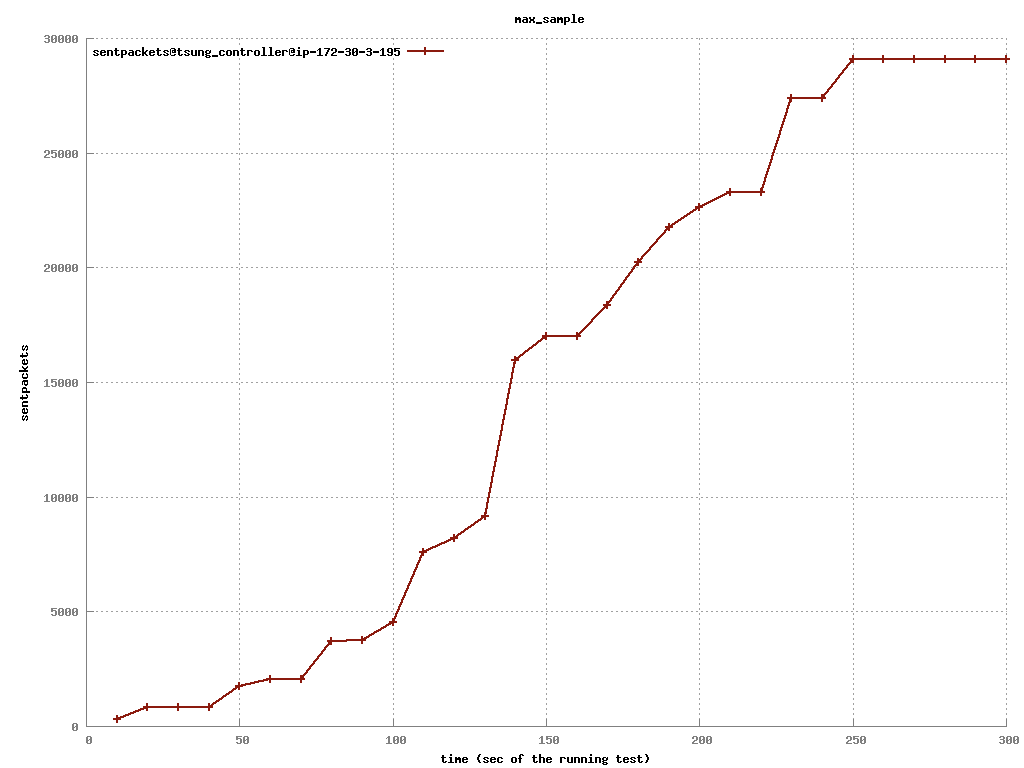 max_sample
sentpackets@tsung_controller@ip-172-30-3-195
30000
25000
20000
15000
10000
5000
0
sentpackets
0 50 100 150 200 250 300
time (sec of the running test)